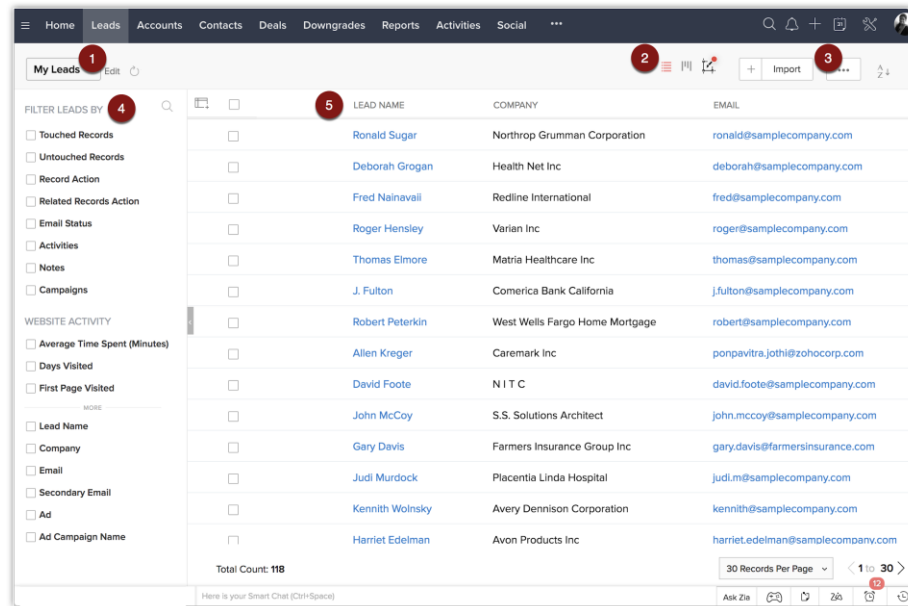 Home Leads Accounts Contacts Deals Downgrades Reports Activities Social •••
My Leads 1 Edit 2 + Import 3 •••
FILTER LEADS BY 4
Touched Records
Untouched Records
Record Action
Related Records Action
Email Status
Activities
Notes
Campaigns
WEBSITE ACTIVITY
Average Time Spent (Minutes)
Days Visited
First Page Visited
MORE
Lead Name
Company
Email
Secondary Email
Ad
Ad Campaign Name
5 LEAD NAME COMPANY EMAIL
Ronald Sugar Northrop Grumman Corporation ronald@samplecompany.com
Deborah Grogan Health Net Inc deborah@samplecompany.com
Fred Nainavaii Redline International fred@samplecompany.com
Roger Hensley Varian Inc roger@samplecompany.com
Thomas Elmore Matria Healthcare Inc thomas@samplecompany.com
J. Fulton Comerica Bank California j.fulton@samplecompany.com
Robert Peterkin West Wells Fargo Home Mortgage robert@samplecompany.com
Allen Kreger Caremark Inc ponpavitra.jothi@zohocorp.com
David Foote N I T C david.foote@samplecompany.com
John McCoy S.S. Solutions Architect john.mccoy@samplecompany.com
Gary Davis Farmers Insurance Group Inc gary.davis@farmersinsurance.com
Judi Murdock Placentia Linda Hospital judi.m@samplecompany.com
Kennith Wolnsky Avery Dennison Corporation kennith@samplecompany.com
Harriet Edelman Avon Products Inc harriet.edelman@samplecompany.com
Total Count: 118 30 Records Per Page 1 to 30
Here is your Smart Chat (Ctrl+Space) Ask Zia 12